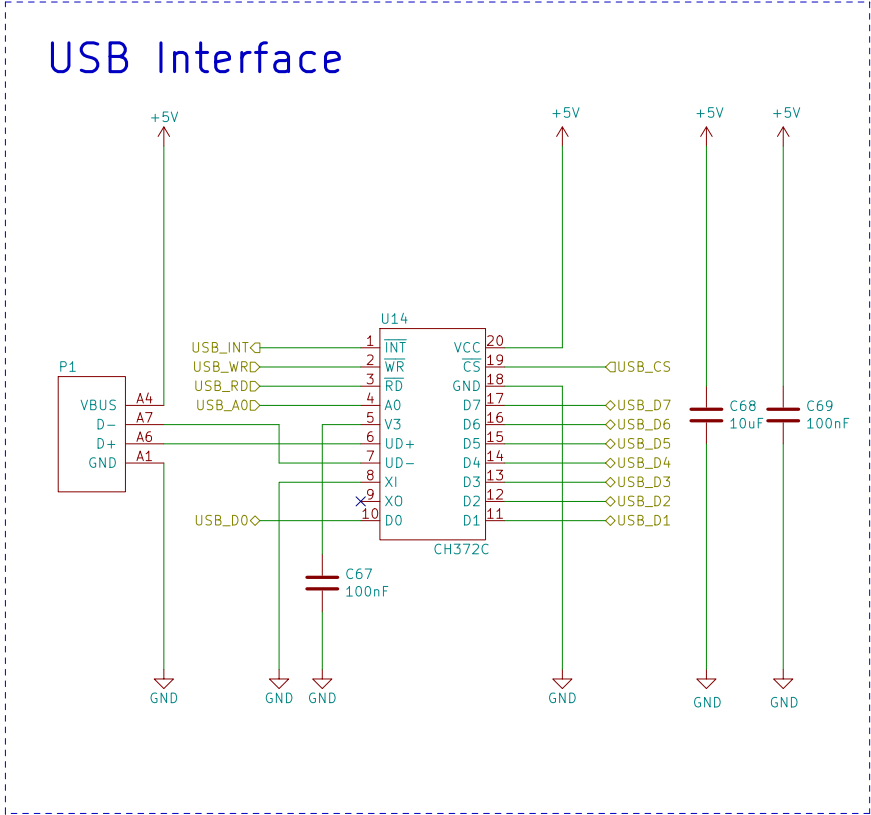 USB Interface
+5V
+5V
+5V
+5V
P1
VBUS A4
D- A7
D+ A6
GND A1
U14
USB_INT 1 INT
USB_WR 2 WR
USB_RD 3 RD
USB_A0 4 A0
5 V3
6 UD+
7 UD-
8 XI
9 XO
USB_D0 10 D0
VCC 20
CS 19 USB_CS
GND 18
D7 17 USB_D7
D6 16 USB_D6
D5 15 USB_D5
D4 14 USB_D4
D3 13 USB_D3
D2 12 USB_D2
D1 11 USB_D1
CH372C
C68
10uF
C69
100nF
C67
100nF
GND
GND
GND
GND
GND
GND